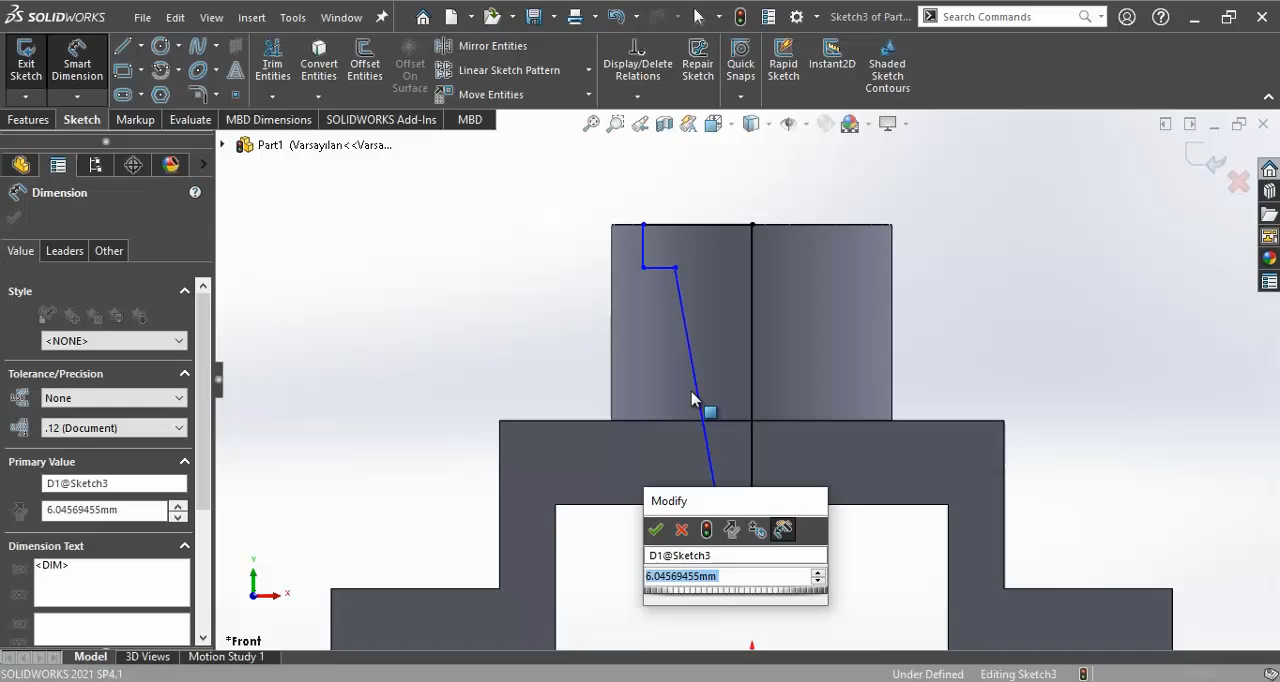 SOLIDWORKS File Edit View Insert Tools Window Sketch3 of Part... Search Commands
Exit Sketch Smart Dimension Trim Entities Convert Entities Offset Entities Offset On Surface Mirror Entities Linear Sketch Pattern Move Entities Display/Delete Relations Repair Sketch Quick Snaps Rapid Sketch Instant2D Shaded Sketch Contours
Features Sketch Markup Evaluate MBD Dimensions SOLIDWORKS Add-Ins MBD
Part1 (Varsayılan<<Varsa...
Dimension
Value Leaders Other
Style
<NONE>
Tolerance/Precision
None
.12 (Document)
Primary Value
D1@Sketch3
6.04569455mm
Dimension Text
<DIM>
Modify
D1@Sketch3
6.04569455mm
Y
X
*Front
Model 3D Views Motion Study 1
SOLIDWORKS 2021 SP4.1 Under Defined Editing Sketch3